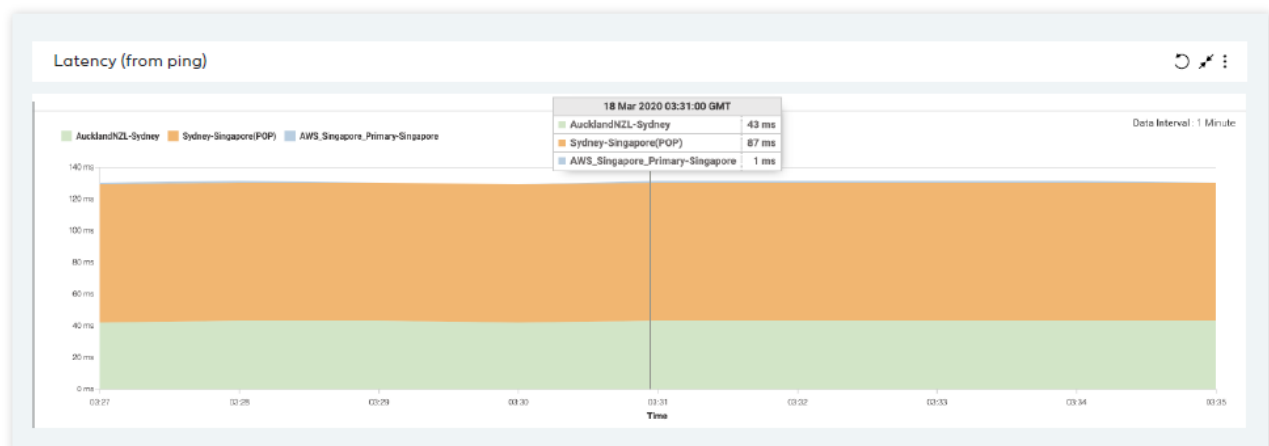 Latency (from ping)
18 Mar 2020 03:31:00 GMT
AucklandNZL-Sydney 43 ms
Sydney-Singapore(POP) 87 ms
AWS_Singapore_Primary-Singapore 1 ms
AucklandNZL-Sydney Sydney-Singapore(POP) AWS_Singapore_Primary-Singapore
Data Interval : 1 Minute
140 ms
120 ms
100 ms
80 ms
60 ms
40 ms
20 ms
0 ms
03:27 03:28 03:29 03:30 03:31 03:32 03:33 03:34 03:35
Time